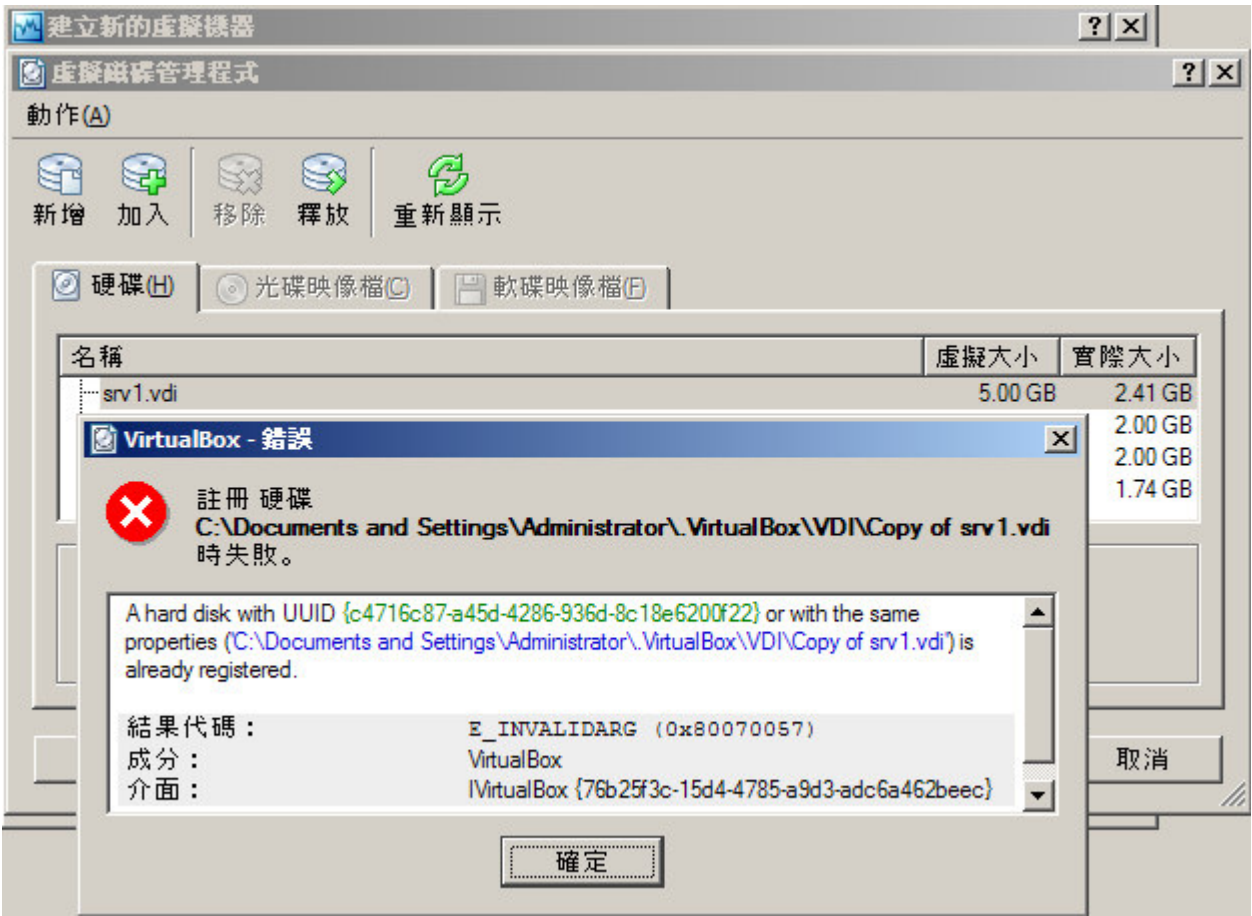 建立新的虛擬機器
虛擬磁碟管理程式
動作(A)
新增 加入 移除 釋放 重新顯示
硬碟(H) 光碟映像檔(C) 軟碟映像檔(F)
名稱 虛擬大小 實際大小
srv1.vdi 5.00 GB 2.41 GB
2.00 GB
2.00 GB
1.74 GB
VirtualBox - 錯誤
註冊 硬碟
C:\Documents and Settings\Administrator\.VirtualBox\VDI\Copy of srv1.vdi
時失敗。
A hard disk with UUID {c4716c87-a45d-4286-936d-8c18e6200f22} or with the same
properties ('C:\Documents and Settings\Administrator\.VirtualBox\VDI\Copy of srv1.vdi') is
already registered.
結果代碼： E_INVALIDARG (0x80070057)
成分： VirtualBox
介面： IVirtualBox {76b25f3c-15d4-4785-a9d3-adc6a462beec}
取消
確定